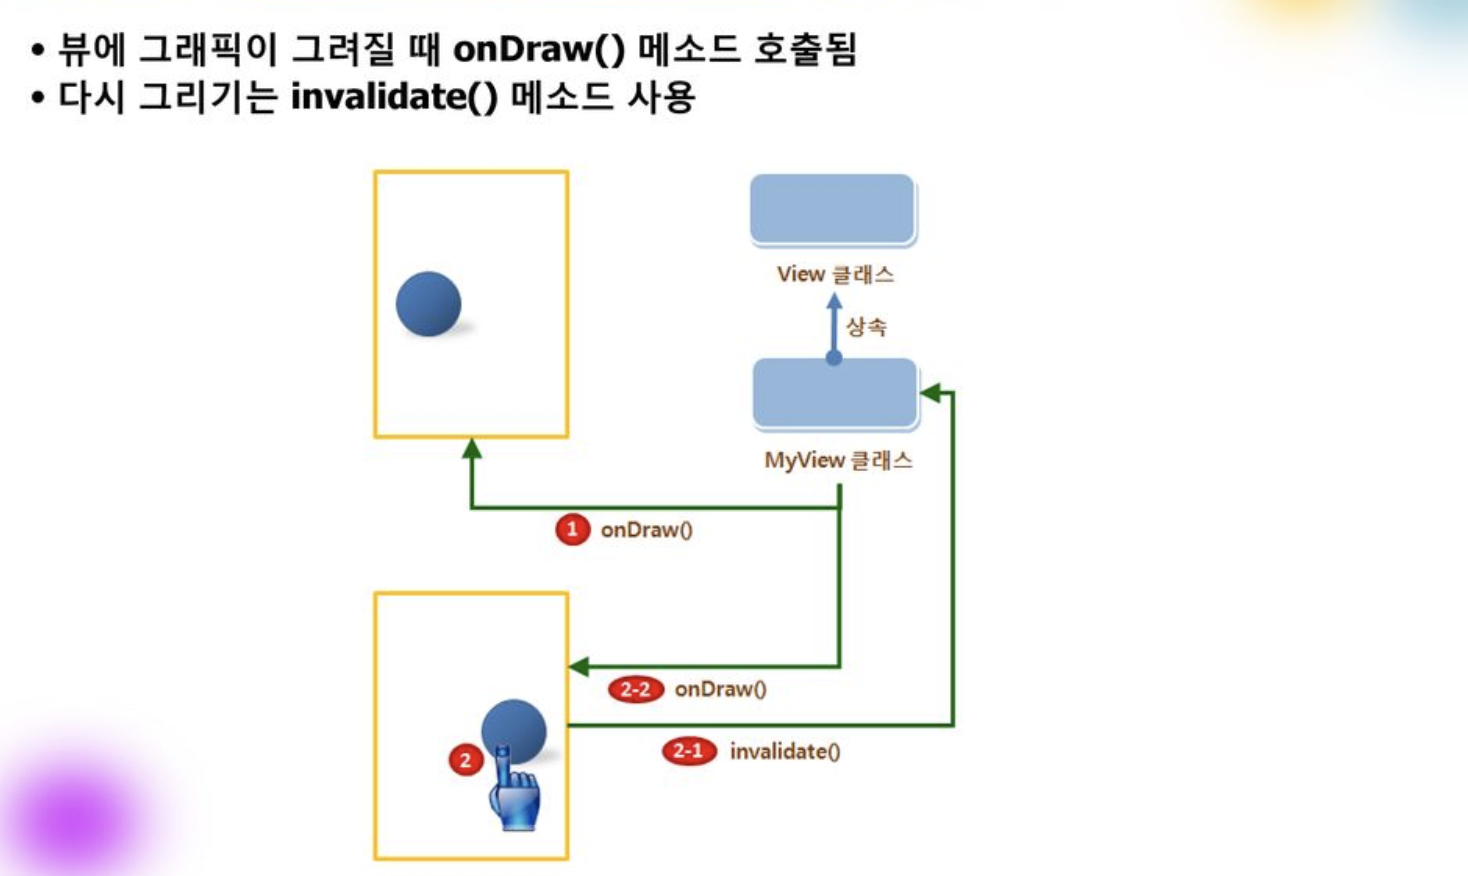 • 뷰에 그래픽이 그려질 때 onDraw() 메소드 호출됨
• 다시 그리기는 invalidate() 메소드 사용
View 클래스
상속
MyView 클래스
1 onDraw()
2-2 onDraw()
2
2-1 invalidate()